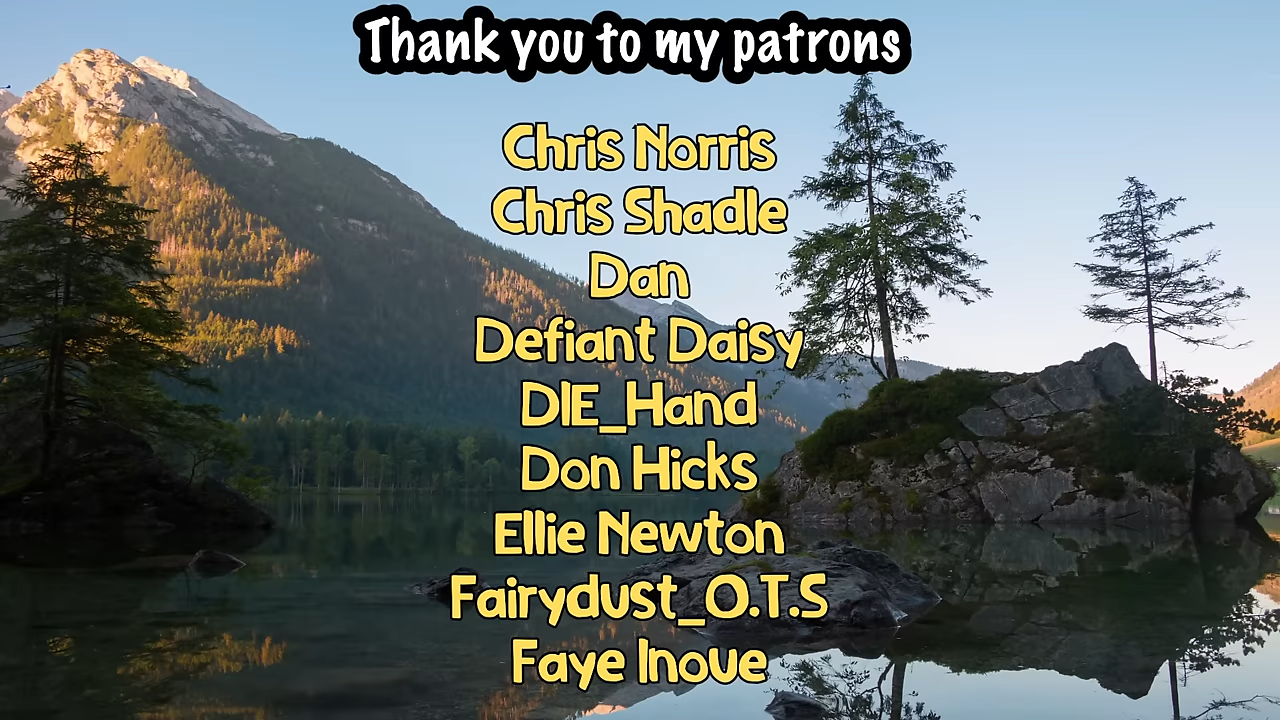 Thank you to my patrons
Chris Norris
Chris Shadle
Dan
Defiant Daisy
DIE_Hand
Don Hicks
Ellie Newton
Fairydust_O.T.S
Faye Inoue